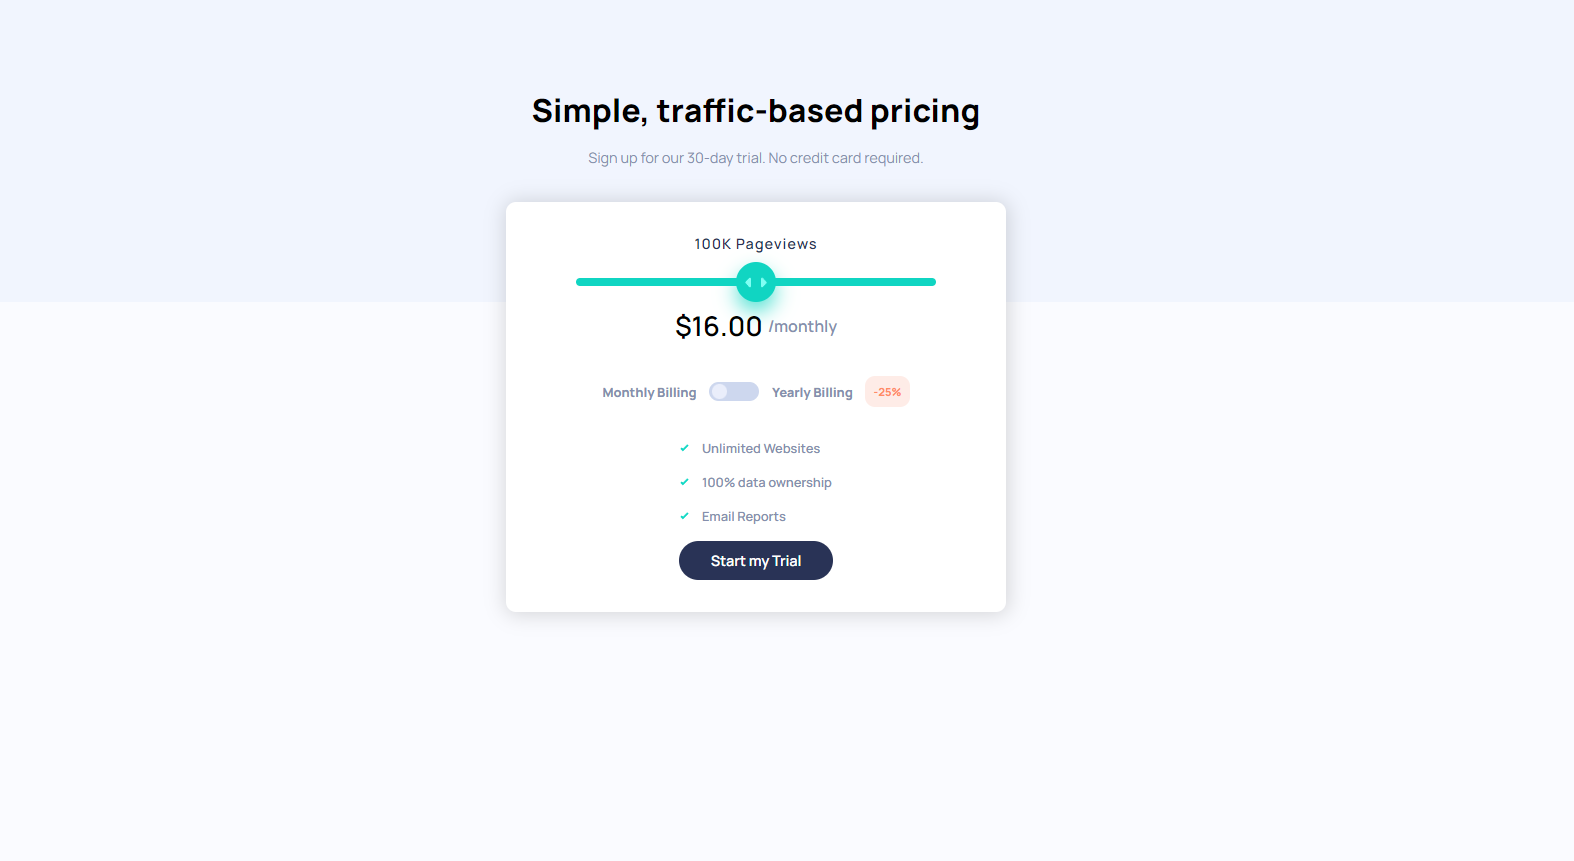 Simple, traffic-based pricing
Sign up for our 30-day trial. No credit card required.
100K Pageviews
$16.00 /monthly
Monthly Billing Yearly Billing -25%
Unlimited Websites
100% data ownership
Email Reports
Start my Trial